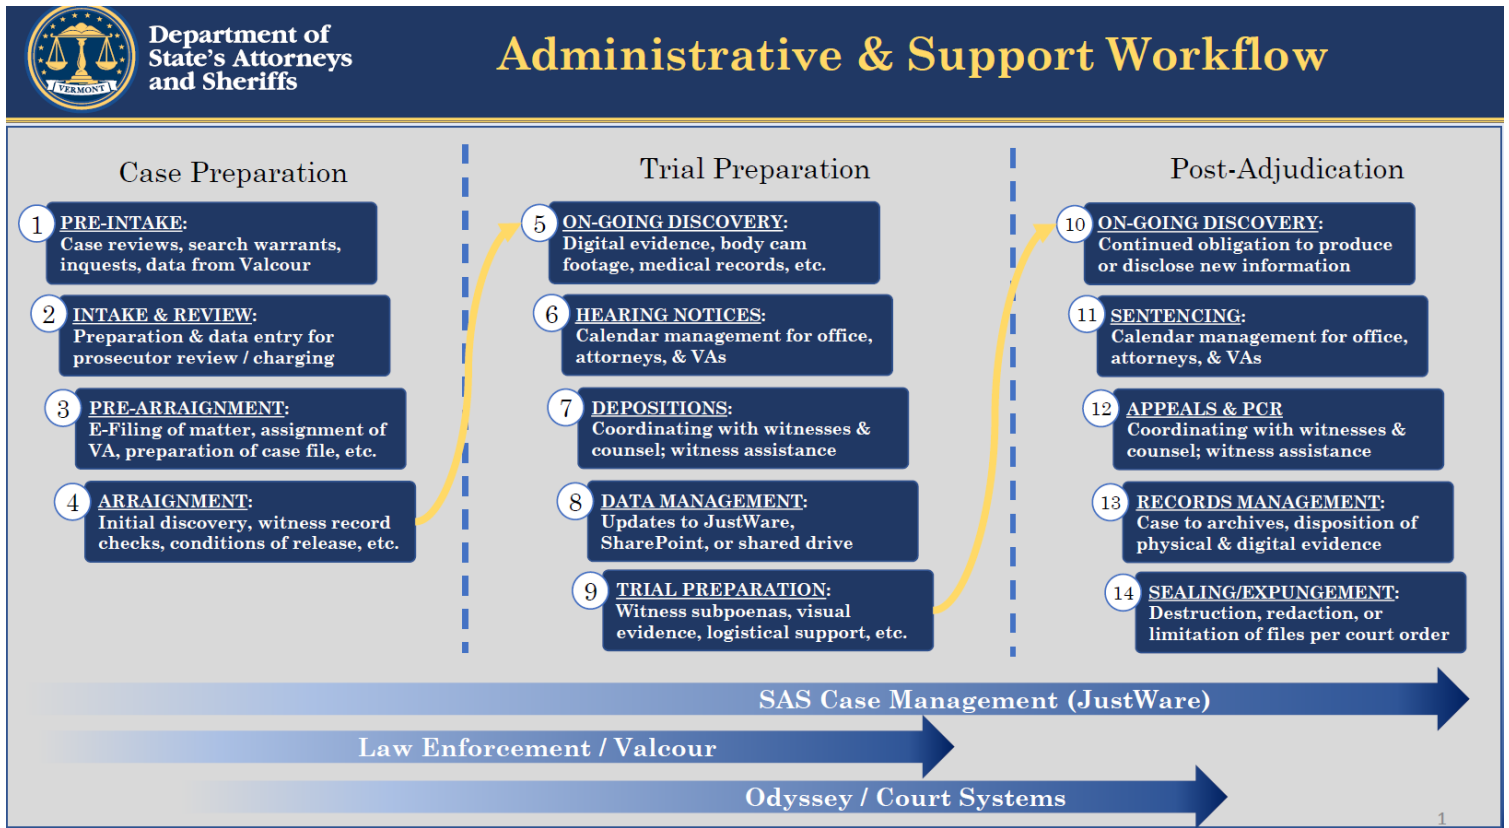 Department of
State's Attorneys
and Sheriffs
VERMONT
Administrative & Support Workflow
Case Preparation
1
PRE-INTAKE:
Case reviews, search warrants,
inquests, data from Valcour
2
INTAKE & REVIEW:
Preparation & data entry for
prosecutor review / charging
3
PRE-ARRAIGNMENT:
E-Filing of matter, assignment of
VA, preparation of case file, etc.
4
ARRAIGNMENT:
Initial discovery, witness record
checks, conditions of release, etc.
Trial Preparation
5
ON-GOING DISCOVERY:
Digital evidence, body cam
footage, medical records, etc.
6
HEARING NOTICES:
Calendar management for office,
attorneys, & VAs
7
DEPOSITIONS:
Coordinating with witnesses &
counsel; witness assistance
8
DATA MANAGEMENT:
Updates to JustWare,
SharePoint, or shared drive
9
TRIAL PREPARATION:
Witness subpoenas, visual
evidence, logistical support, etc.
Post-Adjudication
10
ON-GOING DISCOVERY:
Continued obligation to produce
or disclose new information
11
SENTENCING:
Calendar management for office,
attorneys, & VAs
12
APPEALS & PCR
Coordinating with witnesses &
counsel; witness assistance
13
RECORDS MANAGEMENT:
Case to archives, disposition of
physical & digital evidence
14
SEALING/EXPUNGEMENT:
Destruction, redaction, or
limitation of files per court order
SAS Case Management (JustWare)
Law Enforcement / Valcour
Odyssey / Court Systems
1